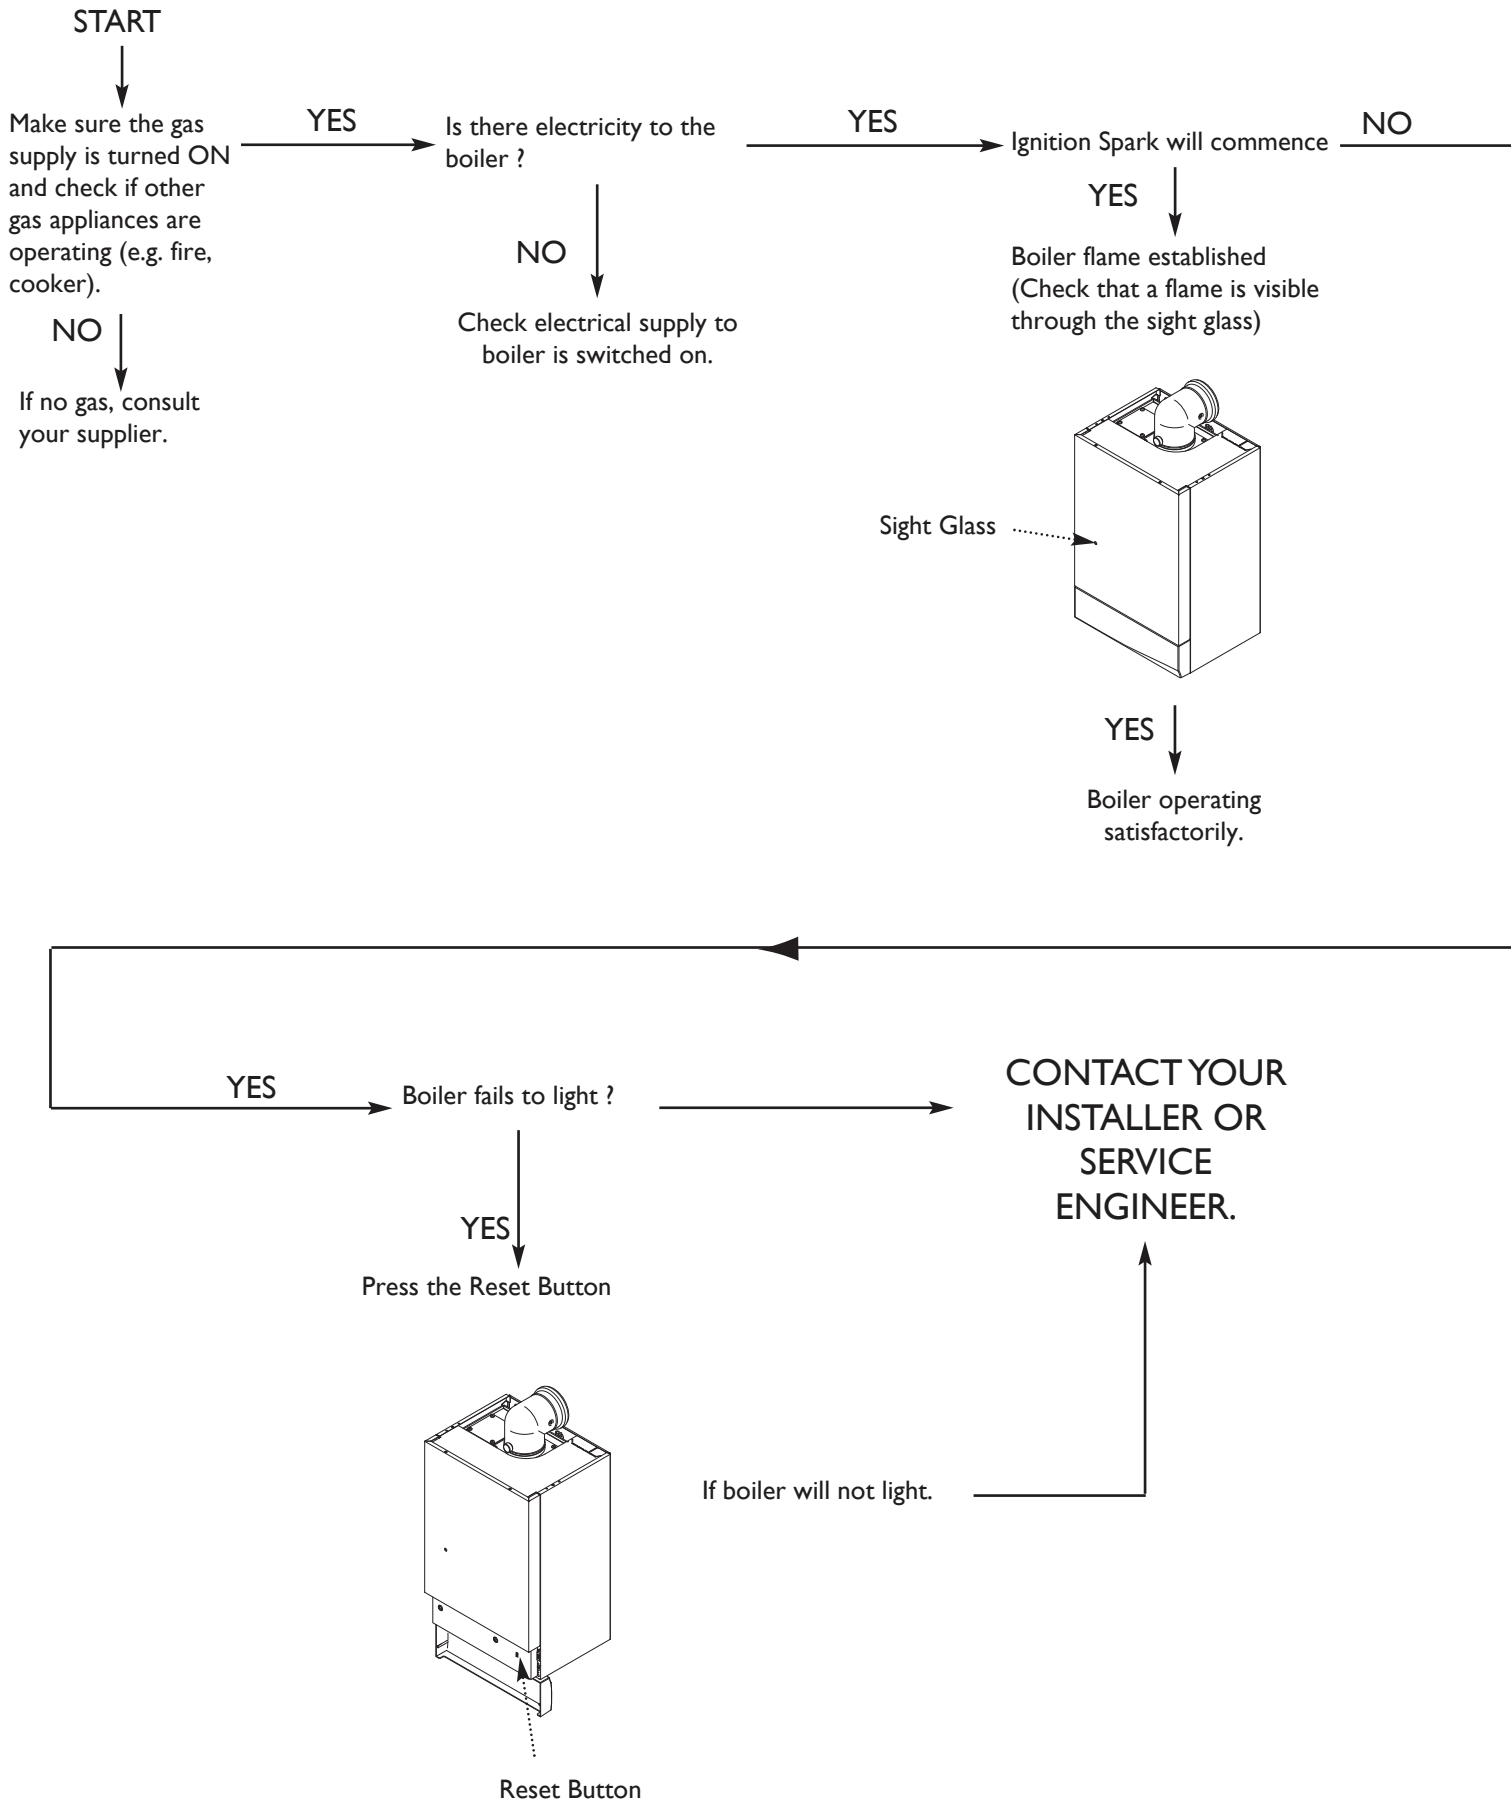 START
Make sure the gas
supply is turned ON
and check if other
gas appliances are
operating (e.g. fire,
cooker).
YES
Is there electricity to the
boiler ?
YES
Ignition Spark will commence
NO
YES
Boiler flame established
(Check that a flame is visible
through the sight glass)
NO
Check electrical supply to
boiler is switched on.
NO
If no gas, consult
your supplier.
Sight Glass
YES
Boiler operating
satisfactorily.
YES
Boiler fails to light ?
CONTACT YOUR
INSTALLER OR
SERVICE
ENGINEER.
YES
Press the Reset Button
If boiler will not light.
Reset Button